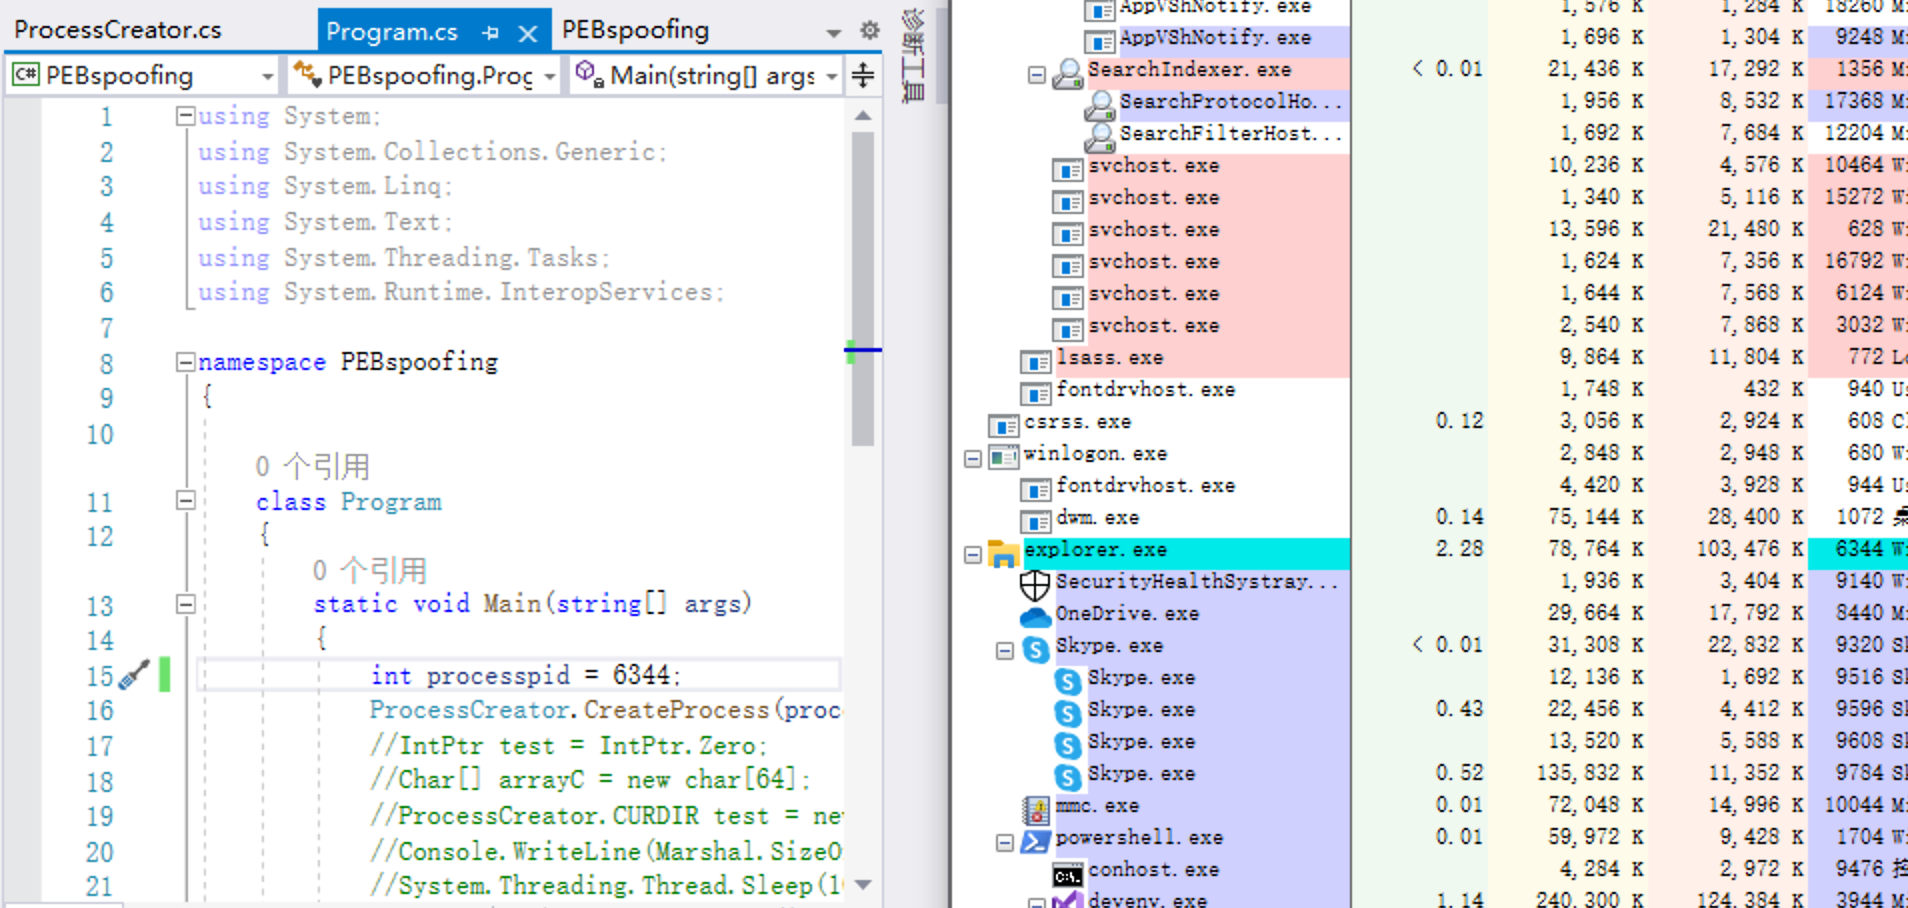 ProcessCreator.cs
Program.cs
PEBspoofing
PEBspoofing
PEBspoofing.Proc
Main(string[] args
诊断工具
1 using System;
2 using System.Collections.Generic;
3 using System.Linq;
4 using System.Text;
5 using System.Threading.Tasks;
6 using System.Runtime.InteropServices;
7
8 namespace PEBspoofing
9 {
10
0 个引用
11 class Program
12 {
0 个引用
13 static void Main(string[] args)
14 {
15 int processpid = 6344;
16 ProcessCreator.CreateProcess(proc
17 //IntPtr test = IntPtr.Zero;
18 //Char[] arrayC = new char[64];
19 //ProcessCreator.CURDIR test = ne
20 //Console.WriteLine(Marshal.SizeO
21 //System.Threading.Thread.Sleep(1
AppVShNotify.exe 1,576 K 1,284 K 18260 M
AppVShNotify.exe 1,696 K 1,304 K 9248 M
SearchIndexer.exe < 0.01 21,436 K 17,292 K 1356 M
SearchProtocolHo... 1,956 K 8,532 K 17368 M
SearchFilterHost... 1,692 K 7,684 K 12204 M
svchost.exe 10,236 K 4,576 K 10464 W
svchost.exe 1,340 K 5,116 K 15272 W
svchost.exe 13,596 K 21,480 K 628 W
svchost.exe 1,624 K 7,356 K 16792 W
svchost.exe 1,644 K 7,568 K 6124 W
svchost.exe 2,540 K 7,868 K 3032 W
lsass.exe 9,864 K 11,804 K 772 Lo
fontdrvhost.exe 1,748 K 432 K 940 U
csrss.exe 0.12 3,056 K 2,924 K 608 C
winlogon.exe 2,848 K 2,948 K 680 W
fontdrvhost.exe 4,420 K 3,928 K 944 U
dwm.exe 0.14 75,144 K 28,400 K 1072
explorer.exe 2.28 78,764 K 103,476 K 6344 W
SecurityHealthSystray... 1,936 K 3,404 K 9140 W
OneDrive.exe 29,664 K 17,792 K 8440 M
Skype.exe < 0.01 31,308 K 22,832 K 9320 S
Skype.exe 12,136 K 1,692 K 9516 S
Skype.exe 0.43 22,456 K 4,412 K 9596 S
Skype.exe 13,520 K 5,588 K 9608 S
Skype.exe 0.52 135,832 K 11,352 K 9784 S
mmc.exe 0.01 72,048 K 14,996 K 10044 M
powershell.exe 0.01 59,972 K 9,428 K 1704 W
conhost.exe 4,284 K 2,972 K 9476 控
devenv.exe 1.14 240,300 K 124,384 K 3944 M